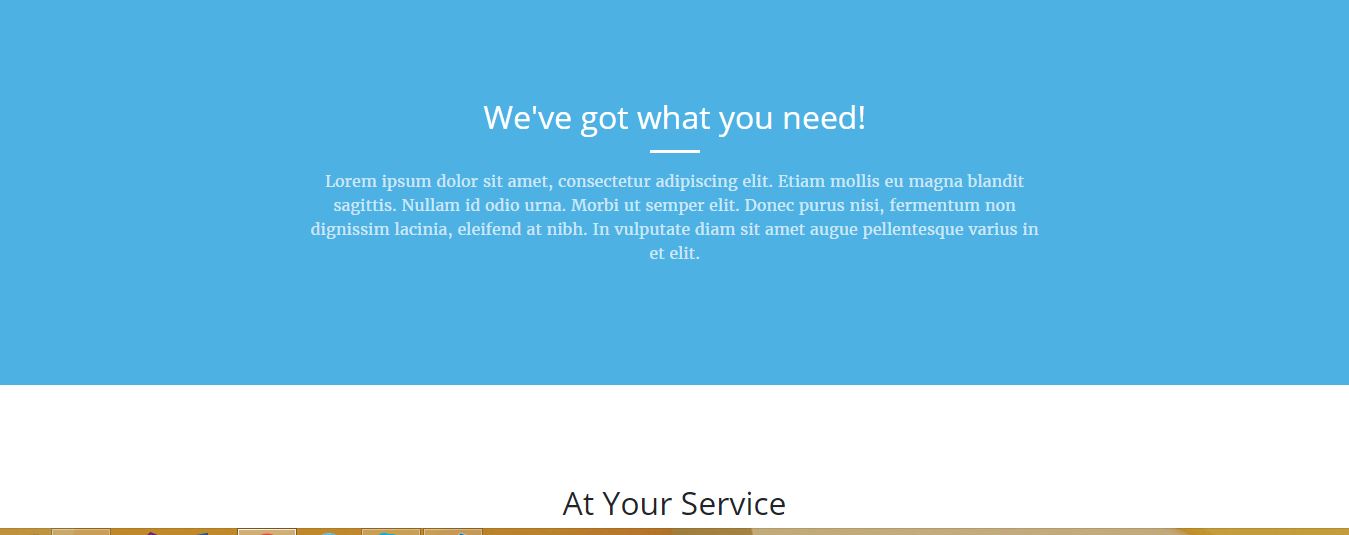 We've got what you need!
Lorem ipsum dolor sit amet, consectetur adipiscing elit. Etiam mollis eu magna blandit
sagittis. Nullam id odio urna. Morbi ut semper elit. Donec purus nisi, fermentum non
dignissim lacinia, eleifend at nibh. In vulputate diam sit amet augue pellentesque varius in
et elit.
At Your Service